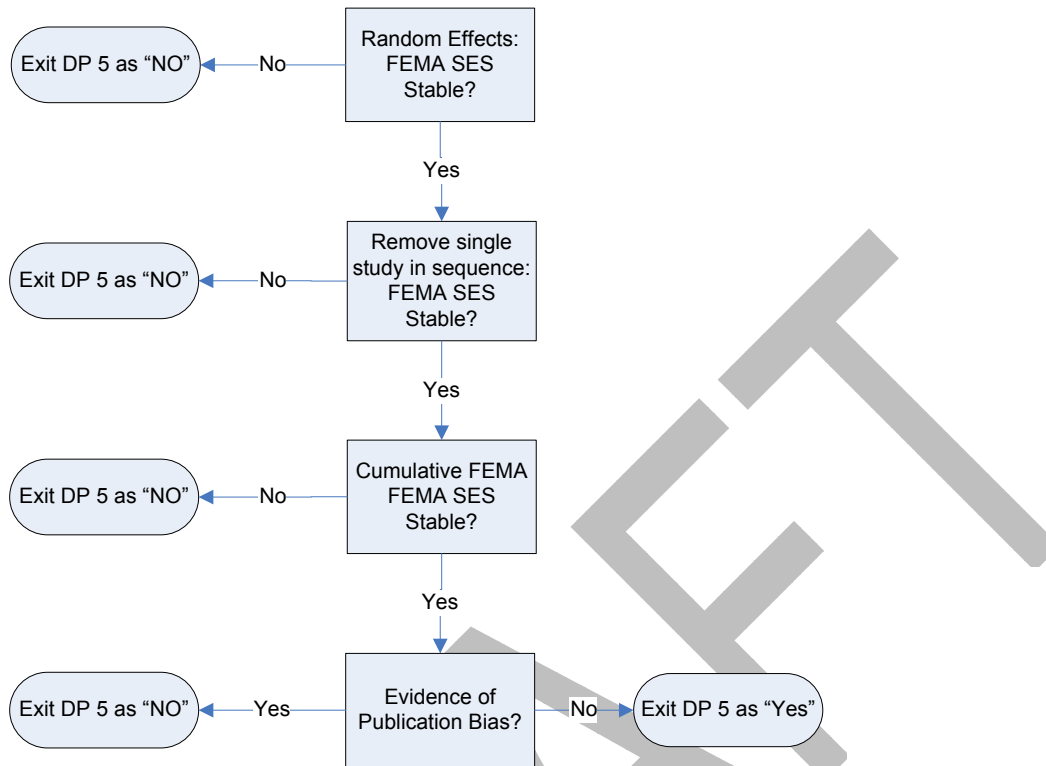 Random Effects:
FEMA SES
Stable?
Exit DP 5 as “NO”
No
Yes
Remove single
study in sequence:
FEMA SES
Stable?
Exit DP 5 as “NO”
No
Yes
Cumulative FEMA
FEMA SES
Stable?
Exit DP 5 as “NO”
No
Yes
Evidence of
Publication Bias?
Exit DP 5 as “NO”
Yes
No
Exit DP 5 as “Yes”